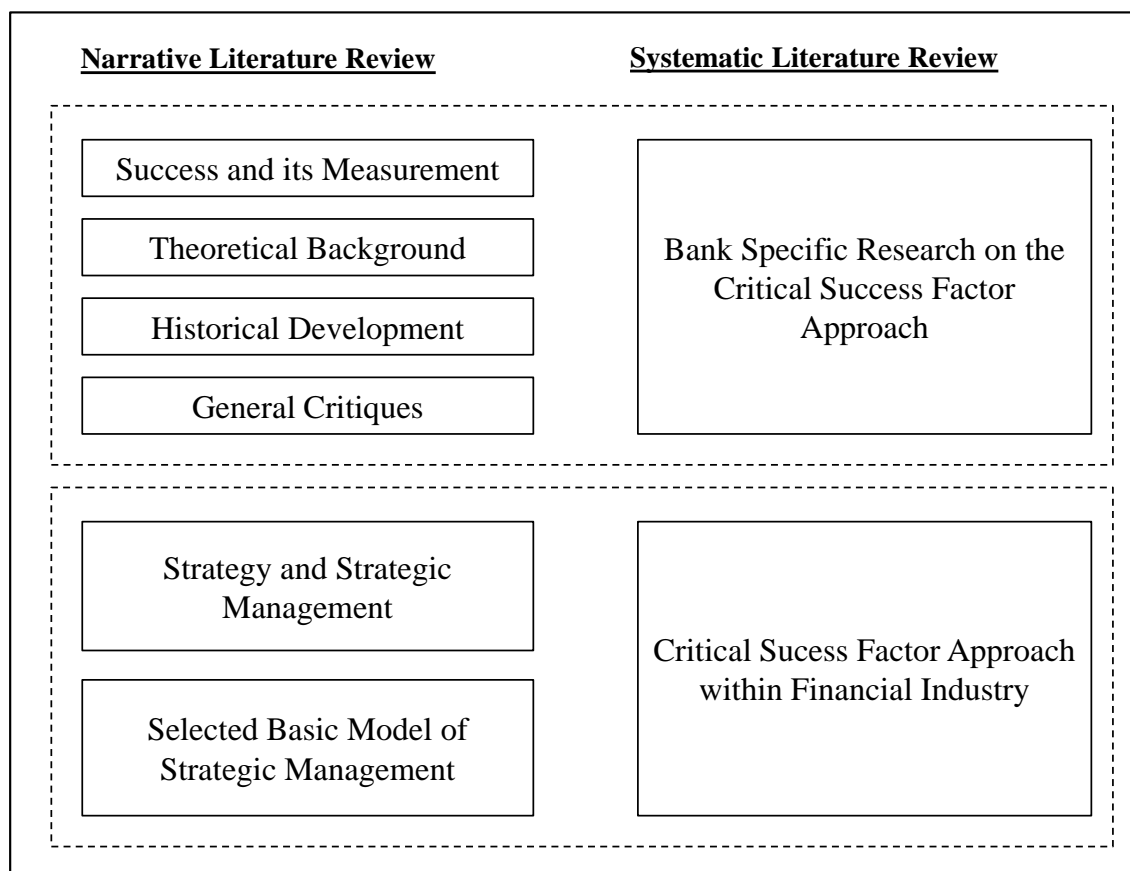 Narrative Literature Review
Systematic Literature Review
Success and its Measurement
Theoretical Background
Historical Development
General Critiques
Bank Specific Research on the
Critical Success Factor
Approach
Strategy and Strategic
Management
Selected Basic Model of
Strategic Management
Critical Sucess Factor Approach
within Financial Industry